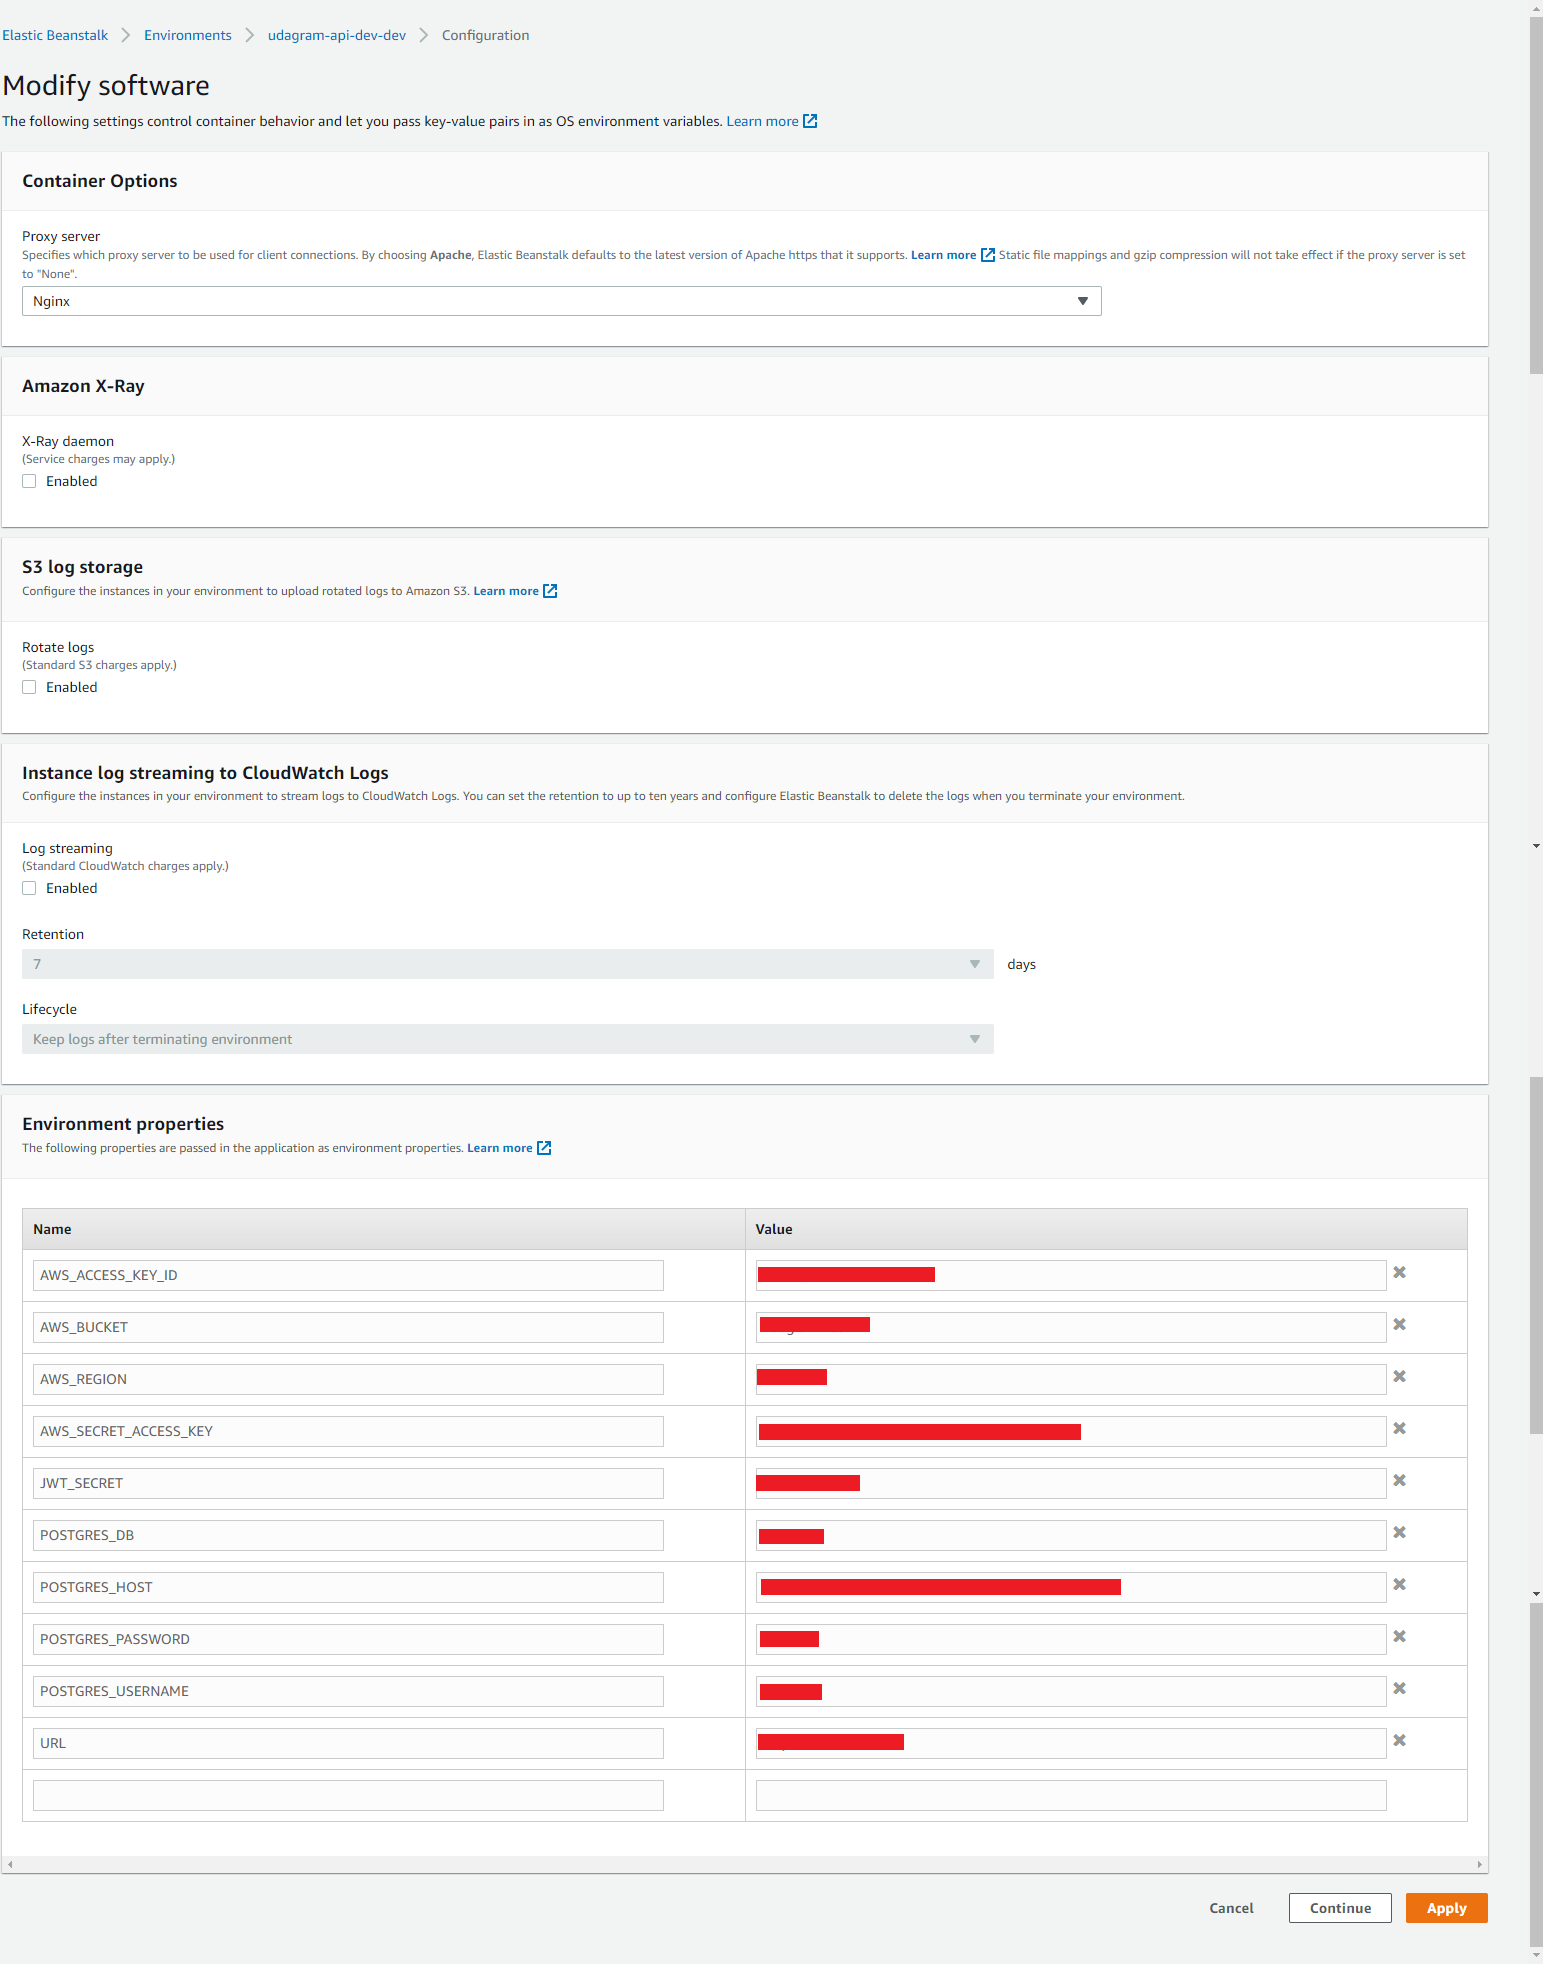 Elastic Beanstalk > Environments > udagram-api-dev-dev > Configuration
Modify software
The following settings control container behavior and let you pass key-value pairs in as OS environment variables. Learn more
Container Options
Proxy server
Specifies which proxy server to be used for client connections. By choosing Apache, Elastic Beanstalk defaults to the latest version of Apache https that it supports. Learn more Static file mappings and gzip compression will not take effect if the proxy server is set
to "None".
Nginx
Amazon X-Ray
X-Ray daemon
(Service charges may apply.)
Enabled
S3 log storage
Configure the instances in your environment to upload rotated logs to Amazon S3. Learn more
Rotate logs
(Standard S3 charges apply.)
Enabled
Instance log streaming to CloudWatch Logs
Configure the instances in your environment to stream logs to CloudWatch Logs. You can set the retention to up to ten years and configure Elastic Beanstalk to delete the logs when you terminate your environment.
Log streaming
(Standard CloudWatch charges apply.)
Enabled
Retention
7 days
Lifecycle
Keep logs after terminating environment
Environment properties
The following properties are passed in the application as environment properties. Learn more
Name Value
AWS_ACCESS_KEY_ID
AWS_BUCKET
AWS_REGION
AWS_SECRET_ACCESS_KEY
JWT_SECRET
POSTGRES_DB
POSTGRES_HOST
POSTGRES_PASSWORD
POSTGRES_USERNAME
URL
Cancel Continue Apply